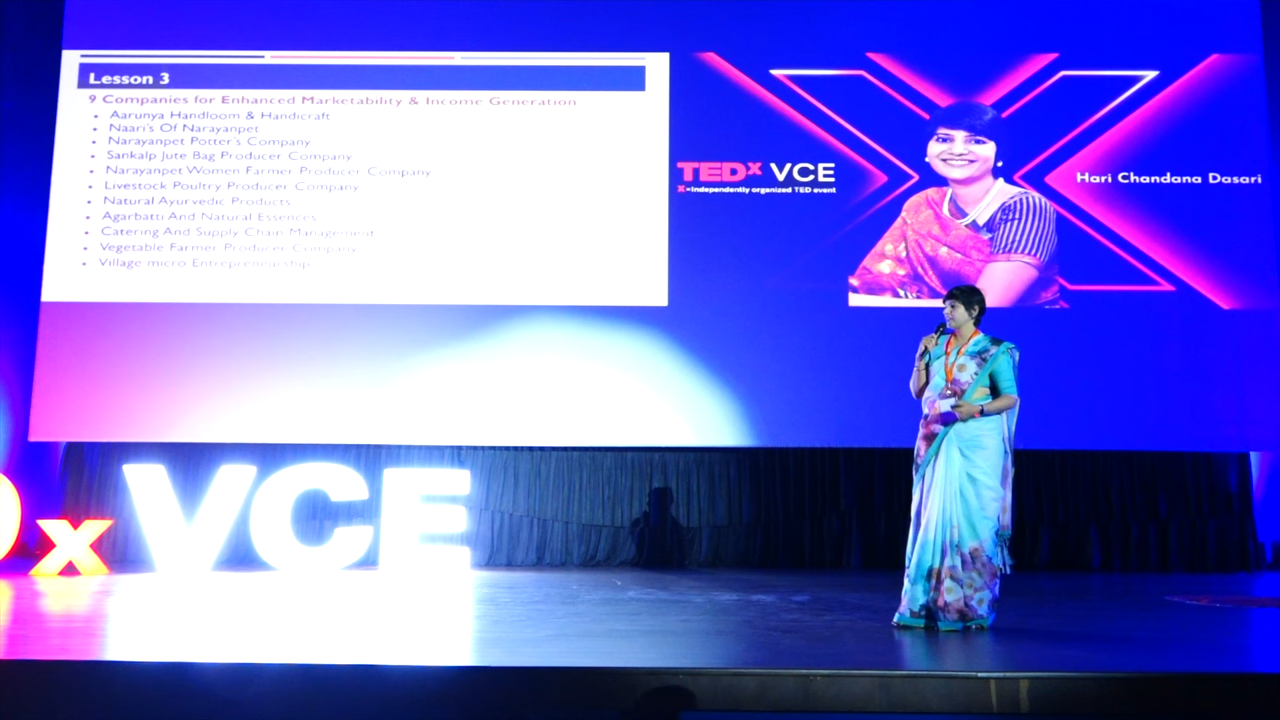 Lesson 3
9 Companies for Enhanced Marketability & Income Generation
• Aarunya Handloom & Handicraft
• Naari's Of Narayanpet
• Narayanpet Potter's Company
• Sankalp Jute Bag Producer Company
• Narayanpet Women Farmer Producer Company
• Livestock Poultry Producer Company
• Natural Ayurvedic Products
• Agarbatti And Natural Essences
• Catering And Supply Chain Management
• Vegetable Farmer Producer Company
• Village micro Entrepreneurship
TEDx VCE
x=independently organized TED event
Hari Chandana Dasari
Dx VCE